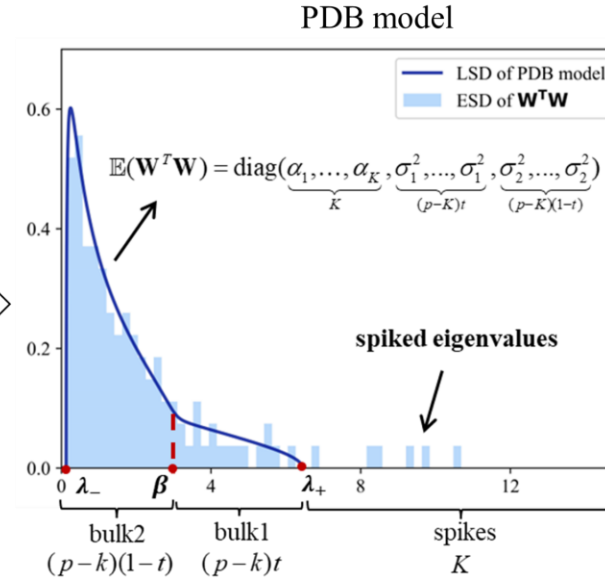 PDB model
LSD of PDB model
ESD of WᵀW
𝔼(WᵀW) = diag(α₁,...,α_K, σ₁²,...,σ₁², σ₂²,...,σ₂²)
K (p−K)t (p−K)(1−t)
spiked eigenvalues
0.6
0.4
0.2
0.0
0 λ₋ β 4 λ₊ 8 12
bulk2 bulk1 spikes
(p−k)(1−t) (p−k)t K